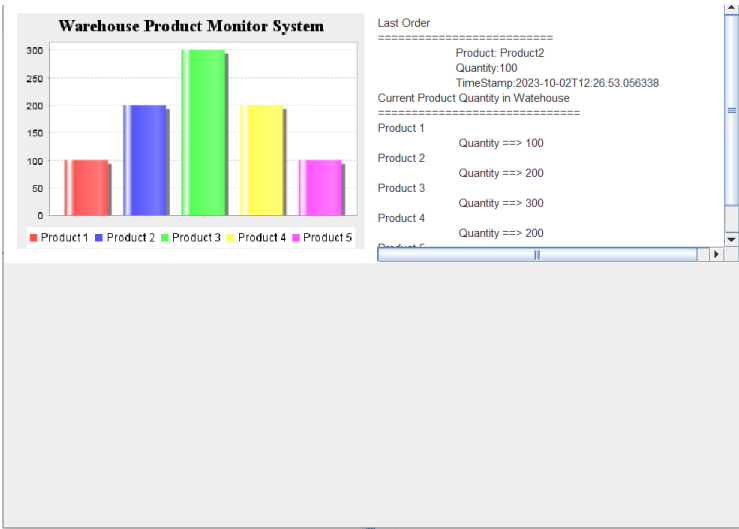 Warehouse Product Monitor System
300
250
200
150
100
50
0
Product 1 Product 2 Product 3 Product 4 Product 5
Last Order
==========================
Product: Product2
Quantity:100
TimeStamp:2023-10-02T12:26:53.056338
Current Product Quantity in Watehouse
==============================
Product 1
Quantity ==> 100
Product 2
Quantity ==> 200
Product 3
Quantity ==> 300
Product 4
Quantity ==> 200
Product 5